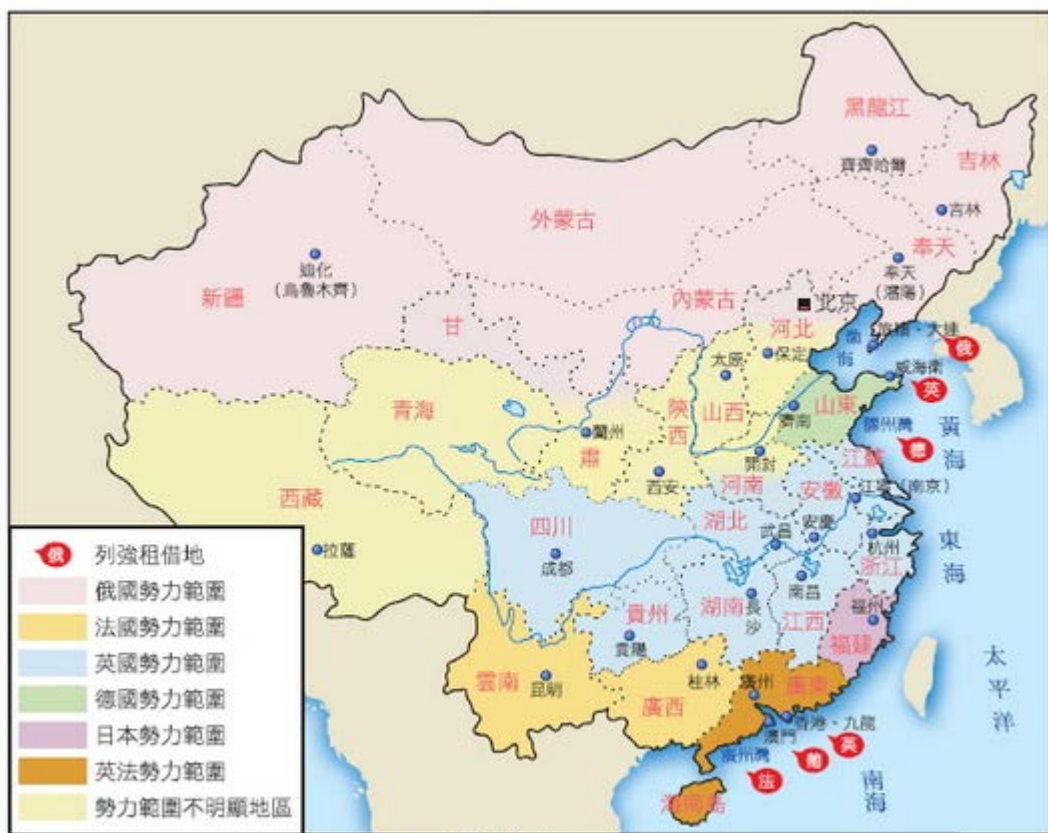 黑龍江
齊齊哈爾
吉林
吉林
外蒙古
奉天
奉天
(瀋陽)
迪化
(烏魯木齊)
新疆
內蒙古
北京
甘
河北
渤海
旅順、大連
俄
保定
太原
威海衛
英
青海
陝西
山西
濟南
山東
膠州灣
德
黃海
蘭州
肅
開封
江蘇
西安
河南
安徽
江寧(南京)
西藏
四川
湖北
武昌
安慶
杭州
東海
拉薩
成都
浙江
南昌
貴州
湖南
長沙
江西
福州
貴陽
福建
雲南
昆明
桂林
廣州
廣東
太平洋
廣西
香港、九龍
澳門
英
廣州灣
葡
法
南海
海南島
俄 列強租借地
俄國勢力範圍
法國勢力範圍
英國勢力範圍
德國勢力範圍
日本勢力範圍
英法勢力範圍
勢力範圍不明顯地區